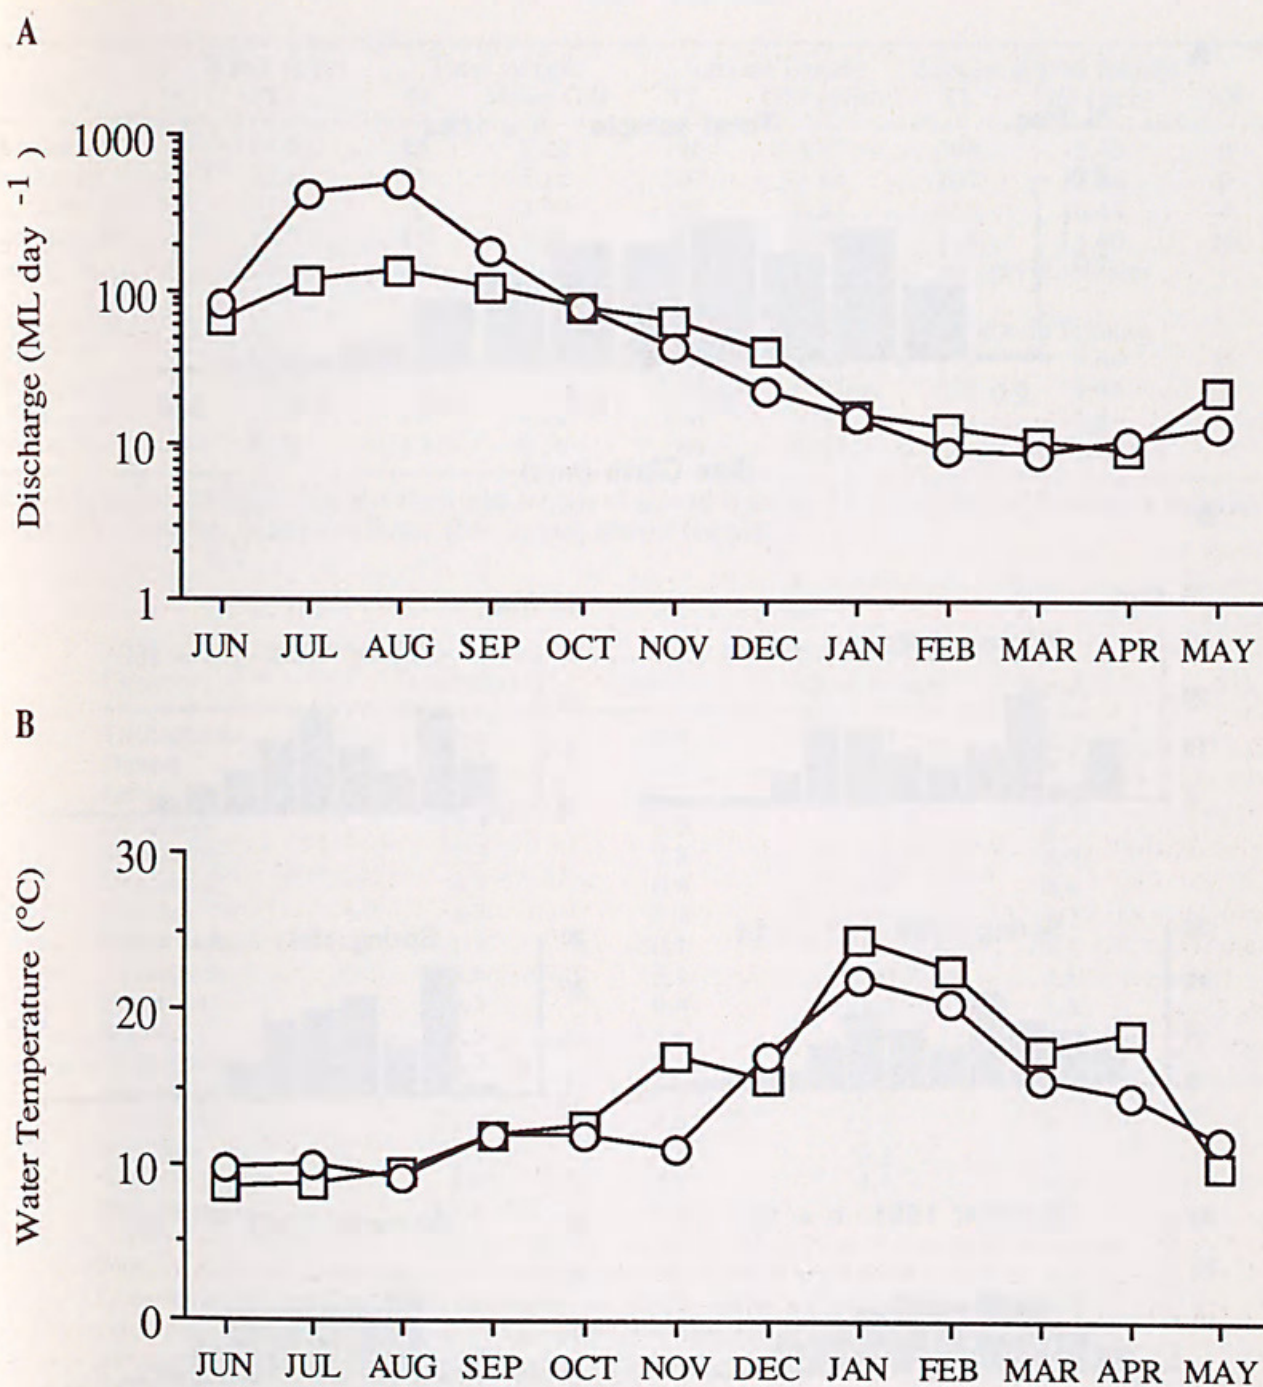 A
1000
100
10
1
Discharge (ML day -1 )
JUN JUL AUG SEP OCT NOV DEC JAN FEB MAR APR MAY
B
30
20
10
0
Water Temperature (°C)
JUN JUL AUG SEP OCT NOV DEC JAN FEB MAR APR MAY